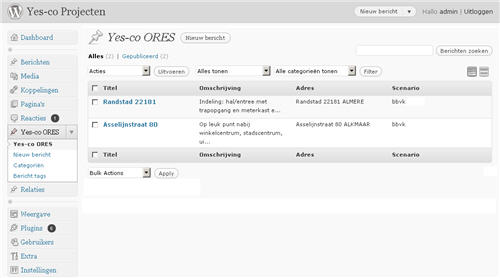 Yes-co Projecten
Nieuw bericht
Hallo admin | Uitloggen
Dashboard
Berichten
Media
Koppelingen
Pagina's
Reacties 1
Yes-co ORES
Yes-co ORES
Nieuw bericht
Categoriën
Bericht tags
Relaties
Weergave
Plugins 6
Gebruikers
Extra
Instellingen
Yes-co ORES Nieuw bericht
Alles (2) | Gepubliceerd (2)
Berichten zoeken
Acties Uitvoeren Alles tonen Alle categorieën tonen Filter
Titel Omschrijving Adres Scenario
Randstad 22181 Indeling: hal/entree met Randstad 22181 ALMERE bbvk
trapopgang en meterkast e...
Asselijnstraat 80 Op leuk punt nabij Asselijnstraat 80 ALKMAAR bbvk
winkelcentrum, stadscentrum,
ui...
Titel Omschrijving Adres Scenario
Bulk Actions Apply